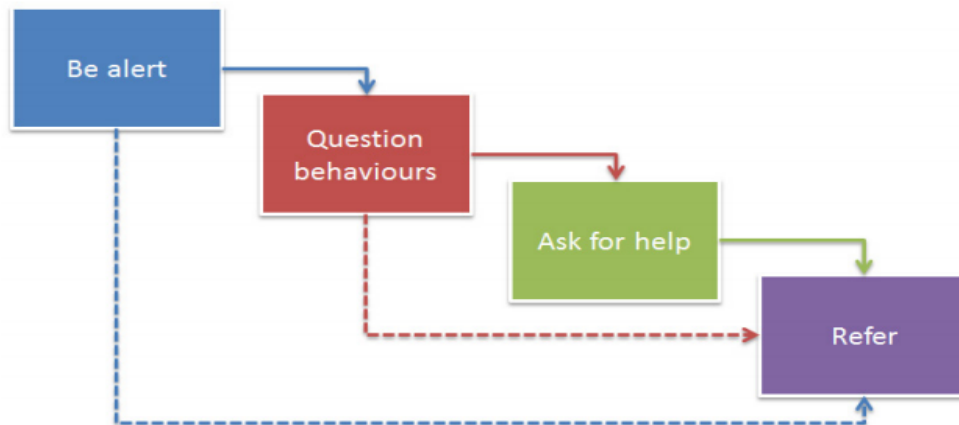 Be alert
Question
behaviours
Ask for help
Refer